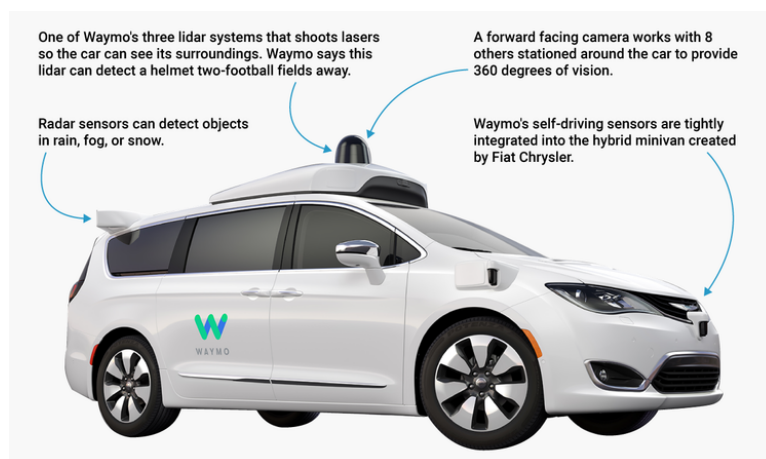 One of Waymo's three lidar systems that shoots lasers
so the car can see its surroundings. Waymo says this
lidar can detect a helmet two-football fields away.
A forward facing camera works with 8
others stationed around the car to provide
360 degrees of vision.
Radar sensors can detect objects
in rain, fog, or snow.
Waymo's self-driving sensors are tightly
integrated into the hybrid minivan created
by Fiat Chrysler.
WAYMO